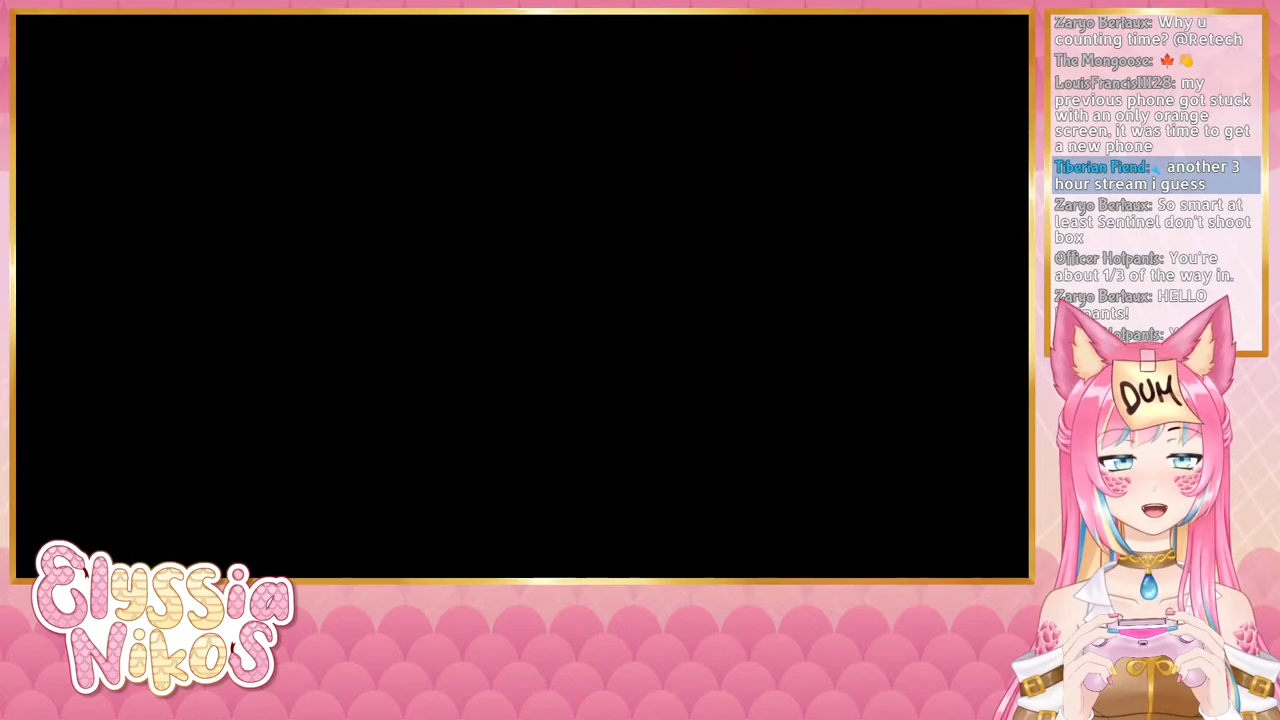 Zaryo Berlaux: Why u
counting time? @Retech
The Mongoose: 🍁 👏
LouisFrancisIII28: my
previous phone got stuck
with an only orange
screen, it was time to get
a new phone
Tiberian Fiend: another 3
hour stream i guess
Zaryo Berlaux: So smart at
least Sentinel don't shoot
box
Officer Hotpants: You're
about 1/3 of the way in.
Zaryo Berlaux: HELLO
pants!
DUM
Elyssia
Nikos